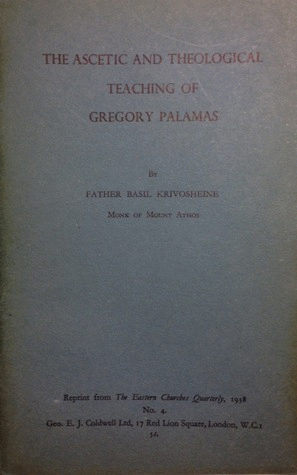 THE ASCETIC AND THEOLOGICAL
TEACHING OF
GREGORY PALAMAS
By
FATHER BASIL KRIVOSHEINE
Monk of Mount Athos
Reprint from The Eastern Churches Quarterly, 1938
No. 4.
Geo. E. J. Coldwell Ltd, 17 Red Lion Square, London, W.C.1